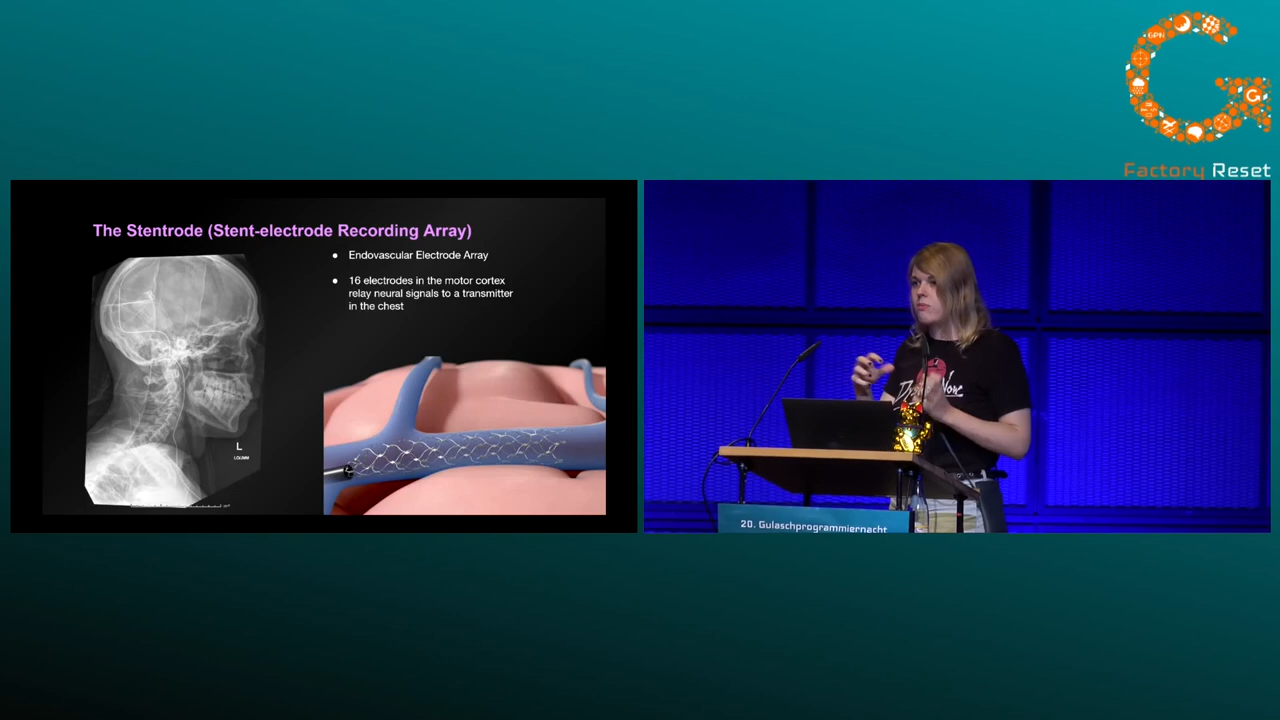 GPN
Factory Reset
The Stentrode (Stent-electrode Recording Array)
● Endovascular Electrode Array
● 16 electrodes in the motor cortex
relay neural signals to a transmitter
in the chest
L
20. Gulaschprogrammiernacht